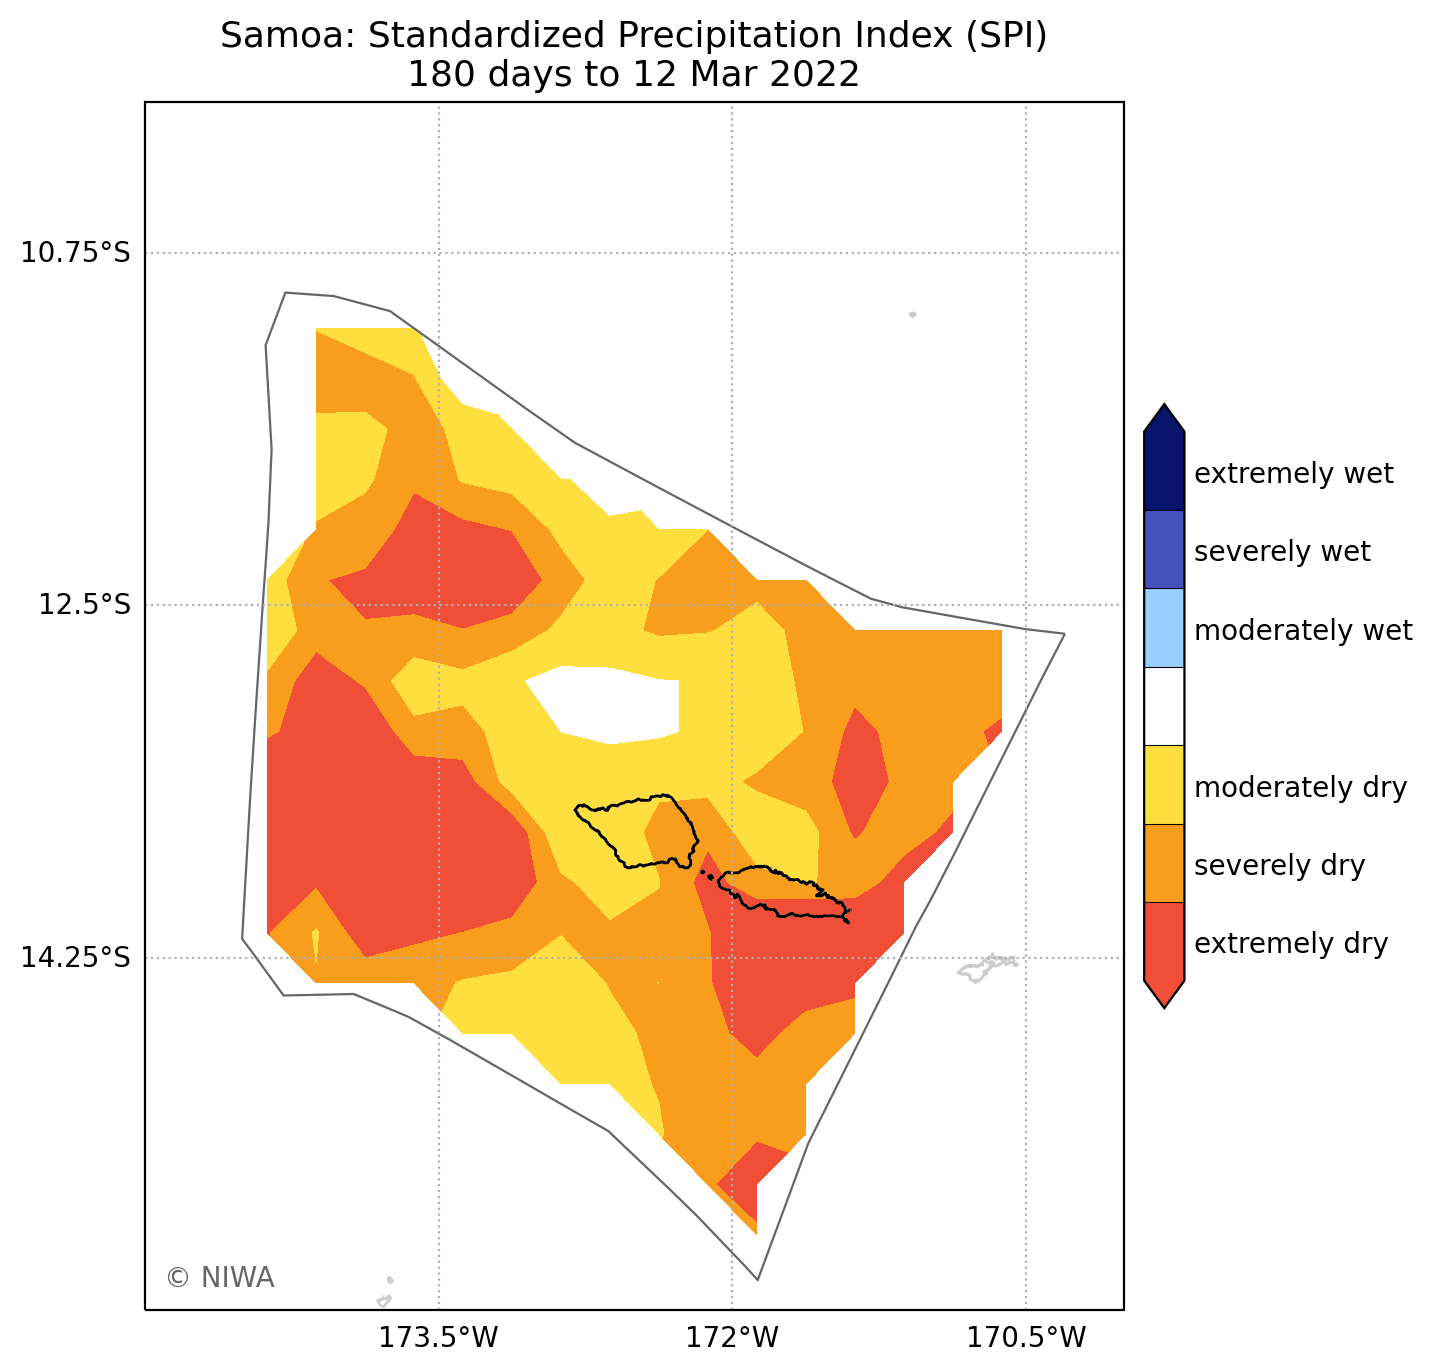 Samoa: Standardized Precipitation Index (SPI)
180 days to 12 Mar 2022
10.75°S
12.5°S
14.25°S
173.5°W
172°W
170.5°W
extremely wet
severely wet
moderately wet
moderately dry
severely dry
extremely dry
© NIWA